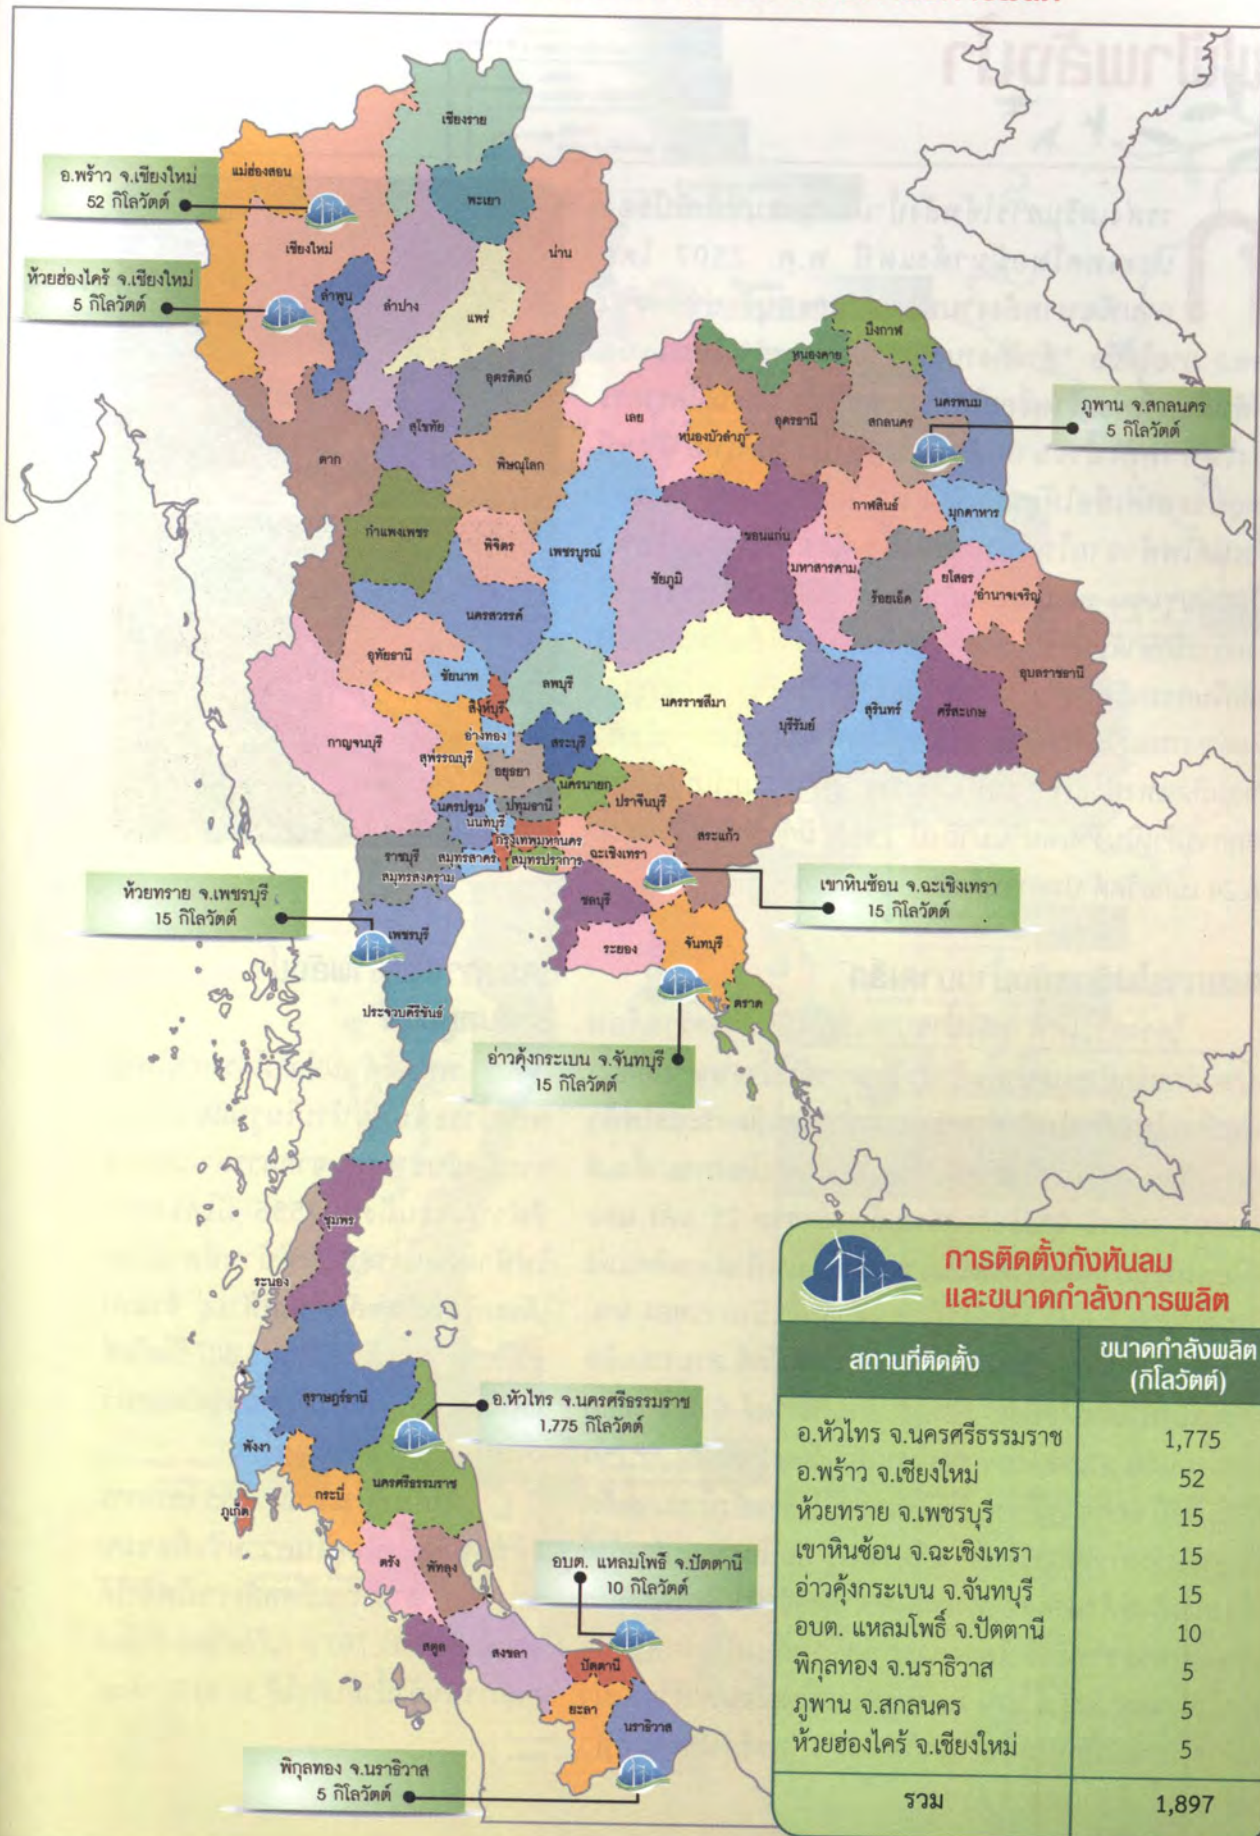 อ.พร้าว จ.เชียงใหม่
52 กิโลวัตต์
ห้วยฮ่องไคร้ จ.เชียงใหม่
5 กิโลวัตต์
ภูพาน จ.สกลนคร
5 กิโลวัตต์
ห้วยทราย จ.เพชรบุรี
15 กิโลวัตต์
เขาหินซ้อน จ.ฉะเชิงเทรา
15 กิโลวัตต์
อ่าวคุ้งกระเบน จ.จันทบุรี
15 กิโลวัตต์
อ.หัวไทร จ.นครศรีธรรมราช
1,775 กิโลวัตต์
อบต. แหลมโพธิ์ จ.ปัตตานี
10 กิโลวัตต์
พิกุลทอง จ.นราธิวาส
5 กิโลวัตต์
เชียงราย
แม่ฮ่องสอน
พะเยา
เชียงใหม่
น่าน
ลำพูน
ลำปาง
แพร่
อุตรดิตถ์
สุโขทัย
ตาก
พิษณุโลก
กำแพงเพชร
พิจิตร
เพชรบูรณ์
นครสวรรค์
อุทัยธานี
ชัยนาท
ลพบุรี
สิงห์บุรี
อ่างทอง
สระบุรี
สุพรรณบุรี
กาญจนบุรี
อยุธยา
นครนายก
ปราจีนบุรี
นครปฐม
ปทุมธานี
นนทบุรี
กรุงเทพมหานคร
สระแก้ว
ราชบุรี
สมุทรสาคร
สมุทรปราการ
ฉะเชิงเทรา
สมุทรสงคราม
ชลบุรี
เพชรบุรี
ระยอง
จันทบุรี
ตราด
ประจวบคีรีขันธ์
บึงกาฬ
หนองคาย
เลย
อุดรธานี
สกลนคร
นครพนม
หนองบัวลำภู
กาฬสินธุ์
มุกดาหาร
ขอนแก่น
ชัยภูมิ
มหาสารคาม
ร้อยเอ็ด
ยโสธร
อำนาจเจริญ
อุบลราชธานี
นครราชสีมา
บุรีรัมย์
สุรินทร์
ศรีสะเกษ
ชุมพร
ระนอง
สุราษฎร์ธานี
พังงา
นครศรีธรรมราช
กระบี่
ภูเก็ต
ตรัง
พัทลุง
สตูล
สงขลา
ปัตตานี
ยะลา
นราธิวาส
การติดตั้งกังหันลม
และขนาดกำลังการผลิต
สถานที่ติดตั้ง ขนาดกำลังผลิต
(กิโลวัตต์)
อ.หัวไทร จ.นครศรีธรรมราช 1,775
อ.พร้าว จ.เชียงใหม่ 52
ห้วยทราย จ.เพชรบุรี 15
เขาหินซ้อน จ.ฉะเชิงเทรา 15
อ่าวคุ้งกระเบน จ.จันทบุรี 15
อบต. แหลมโพธิ์ จ.ปัตตานี 10
พิกุลทอง จ.นราธิวาส 5
ภูพาน จ.สกลนคร 5
ห้วยฮ่องไคร้ จ.เชียงใหม่ 5
รวม 1,897